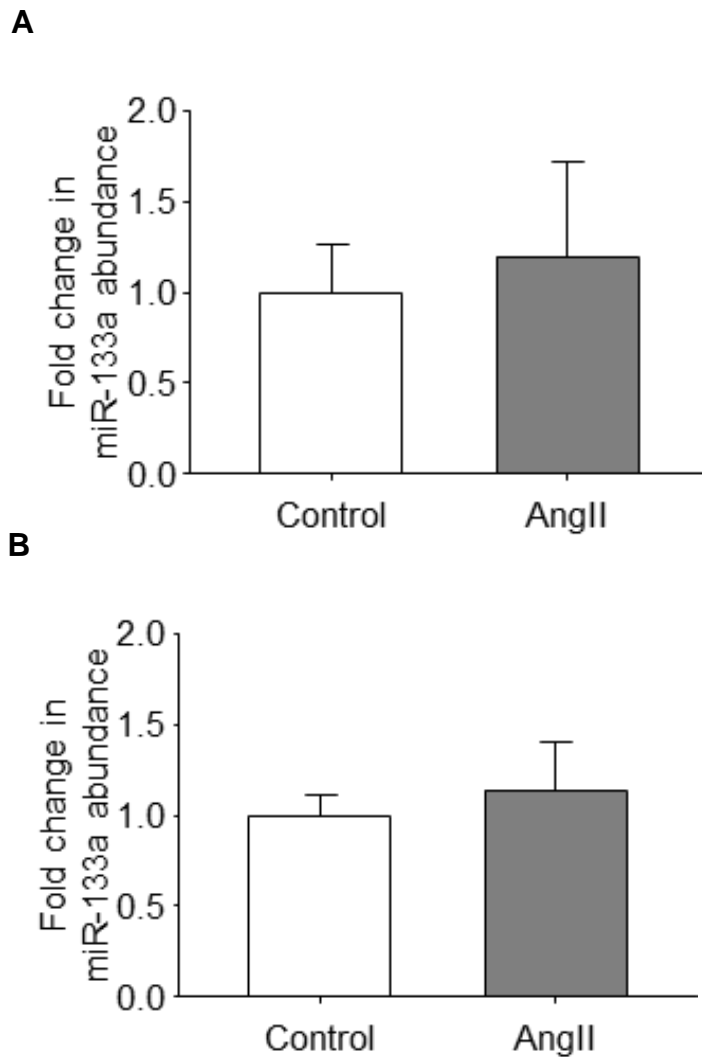 A
Fold change in
miR-133a abundance
2.0
1.5
1.0
0.5
0.0
Control AngII
B
Fold change in
miR-133a abundance
2.0
1.5
1.0
0.5
0.0
Control AngII